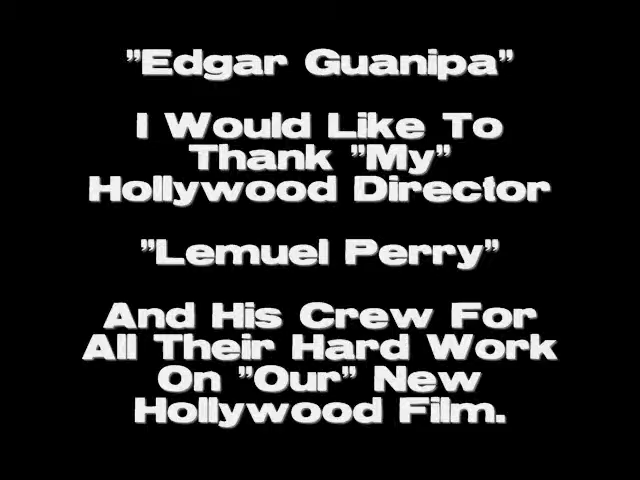 "Edgar Guanipa"
I Would Like To
Thank "My"
Hollywood Director
"Lemuel Perry"
And His Crew For
All Their Hard Work
On "Our" New
Hollywood Film.